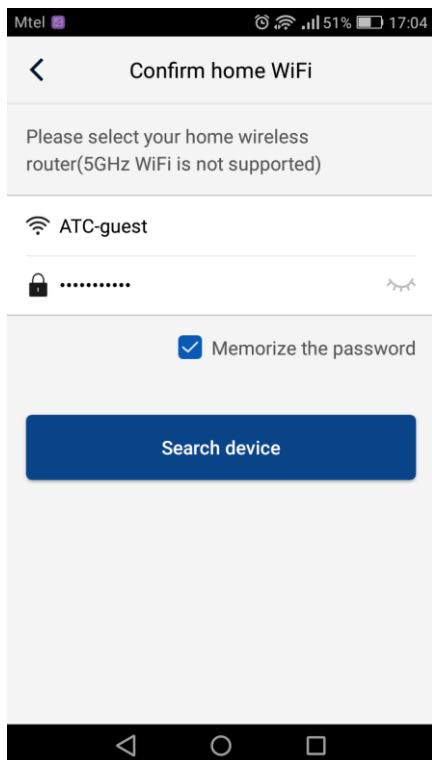 Mtel 51% 17:04
Confirm home WiFi
Please select your home wireless
router(5GHz WiFi is not supported)
ATC-guest
•••••••••••
Memorize the password
Search device